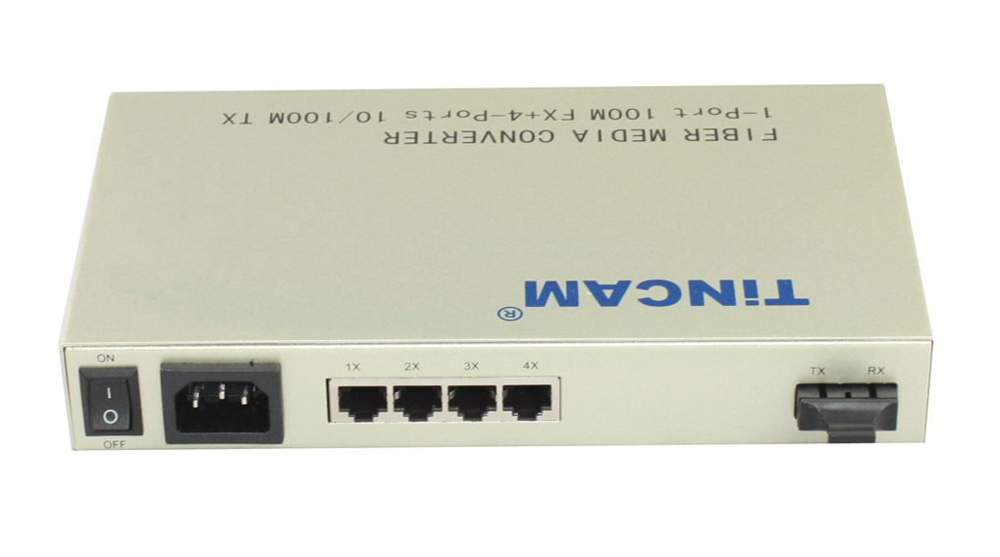 TiNCAM®
FIBER MEDIA CONVERTER
1-Port 100M FX+4-Ports 10/100M TX
ON
I
O
OFF
1X 2X 3X 4X
TX RX